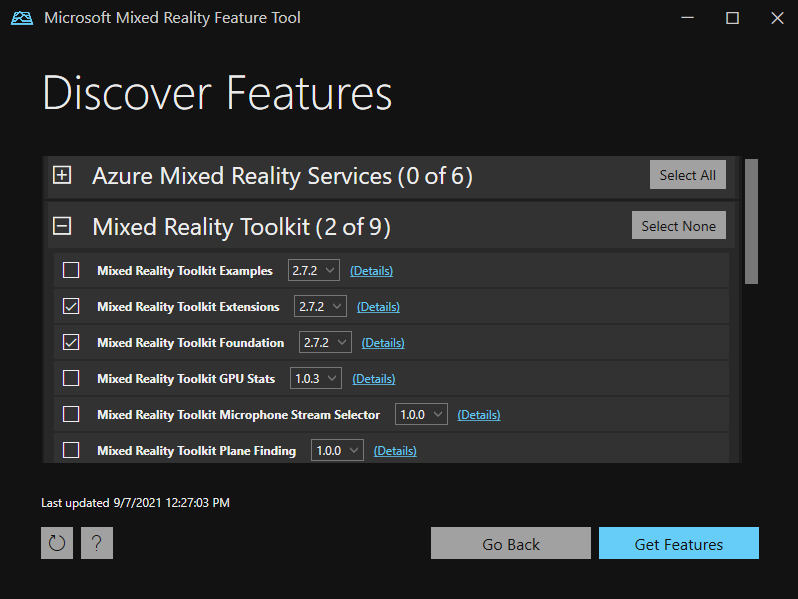 Microsoft Mixed Reality Feature Tool
Discover Features
Azure Mixed Reality Services (0 of 6) Select All
Mixed Reality Toolkit (2 of 9) Select None
Mixed Reality Toolkit Examples 2.7.2 (Details)
Mixed Reality Toolkit Extensions 2.7.2 (Details)
Mixed Reality Toolkit Foundation 2.7.2 (Details)
Mixed Reality Toolkit GPU Stats 1.0.3 (Details)
Mixed Reality Toolkit Microphone Stream Selector 1.0.0 (Details)
Mixed Reality Toolkit Plane Finding 1.0.0 (Details)
Last updated 9/7/2021 12:27:03 PM
? Go Back Get Features